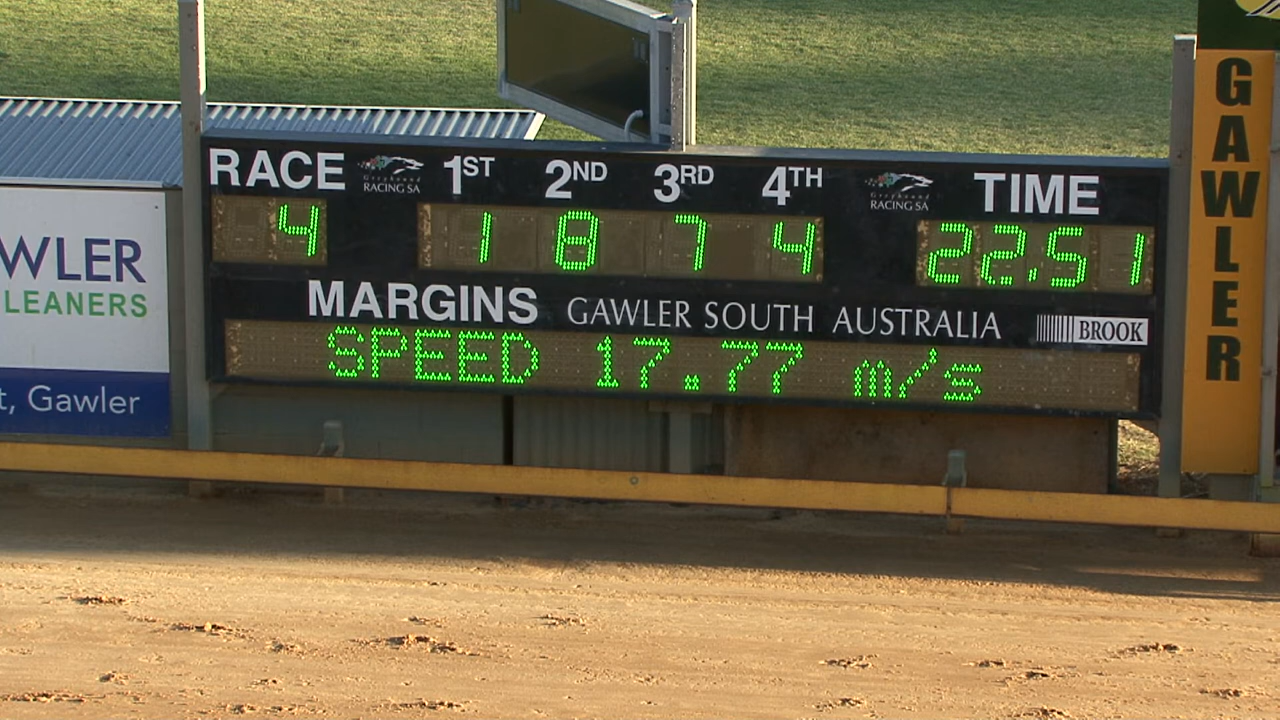 RACE
Greyhound
RACING SA
1ST 2ND 3RD 4TH
Greyhound
RACING SA
TIME
4 1 8 7 4 22.51
MARGINS GAWLER SOUTH AUSTRALIA BROOK
SPEED 17.77 m/s
WLER
LEANERS
t, Gawler
GAWLER